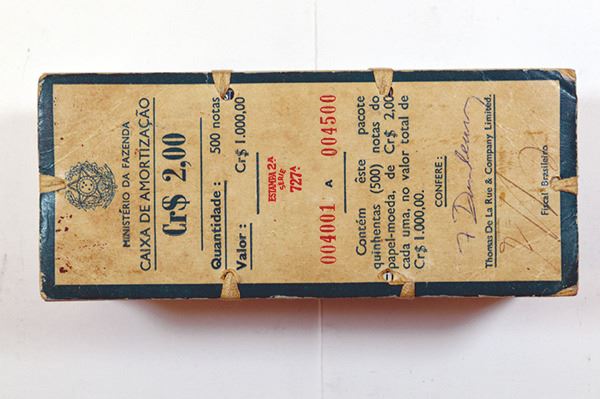 MINISTÉRIO DA FAZENDA
CAIXA DE AMORTIZAÇÃO
Cr$ 2,00
Quantidade : 500 notas
Valor : Cr$ 1.000,00
ESTAMPA 2ª
SÉRIE
727ª
004001 A 004500
Contém êste pacote
quinhentas (500) notas do
papel-moeda, de Cr$ 2,00
cada uma, no valor total de
Cr$ 1.000,00.
CONFERE:
Thomas De La Rue & Company Limited.
Fiscal Brasileiro